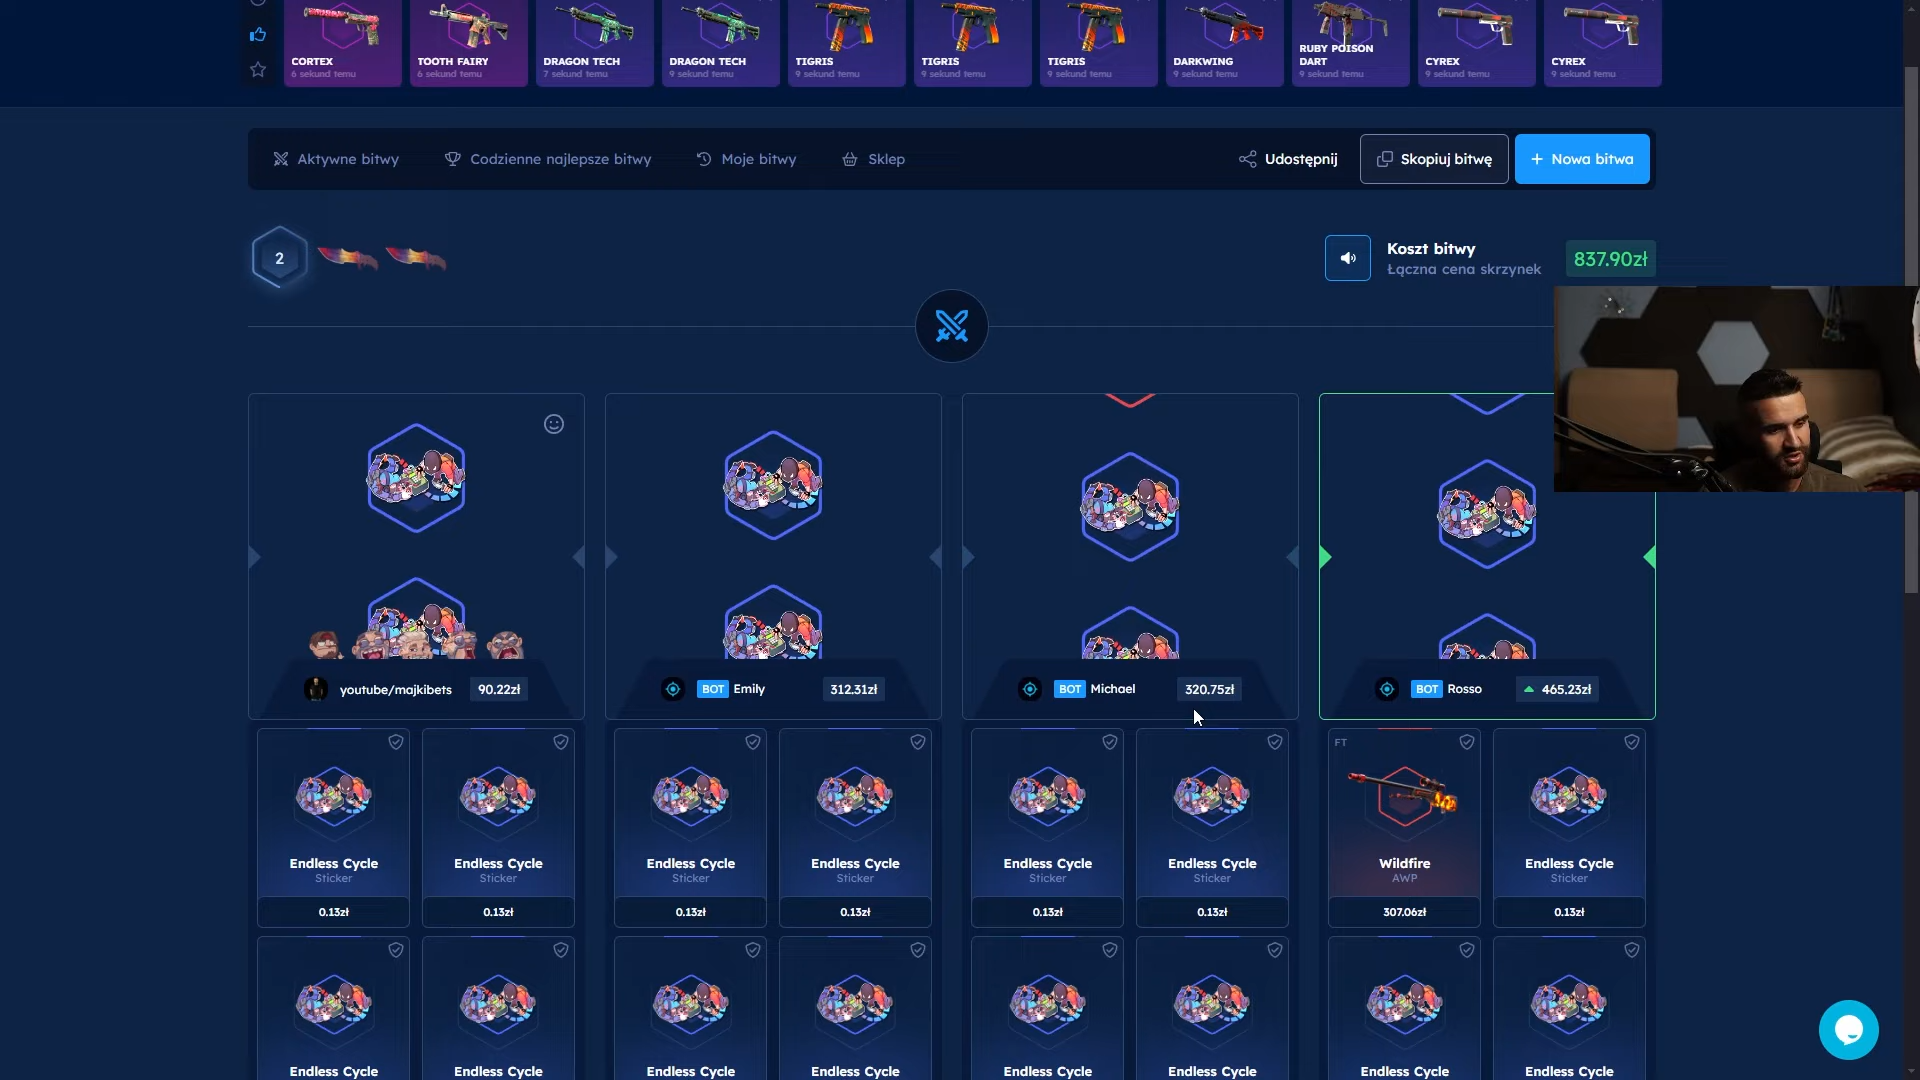 CORTEX
6 sekund temu
TOOTH FAIRY
6 sekund temu
DRAGON TECH
7 sekund temu
DRAGON TECH
9 sekund temu
TIGRIS
9 sekund temu
TIGRIS
9 sekund temu
TIGRIS
9 sekund temu
DARKWING
9 sekund temu
RUBY POISON
DART
9 sekund temu
CYREX
9 sekund temu
CYREX
9 sekund temu
Aktywne bitwy
Codzienne najlepsze bitwy
Moje bitwy
Sklep
Udostępnij
Skopiuj bitwę
+ Nowa bitwa
2
Koszt bitwy
Łączna cena skrzynek
837.90zł
youtube/majkibets
90.22zł
BOT Emily
312.31zł
BOT Michael
320.75zł
BOT Rosso
465.23zł
Endless Cycle
Sticker
0.13zł
Endless Cycle
Sticker
0.13zł
Endless Cycle
Sticker
0.13zł
Endless Cycle
Sticker
0.13zł
Endless Cycle
Sticker
0.13zł
Endless Cycle
Sticker
0.13zł
FT
Wildfire
AWP
307.06zł
Endless Cycle
Sticker
0.13zł
Endless Cycle
Endless Cycle
Endless Cycle
Endless Cycle
Endless Cycle
Endless Cycle
Endless Cycle
Endless Cycle